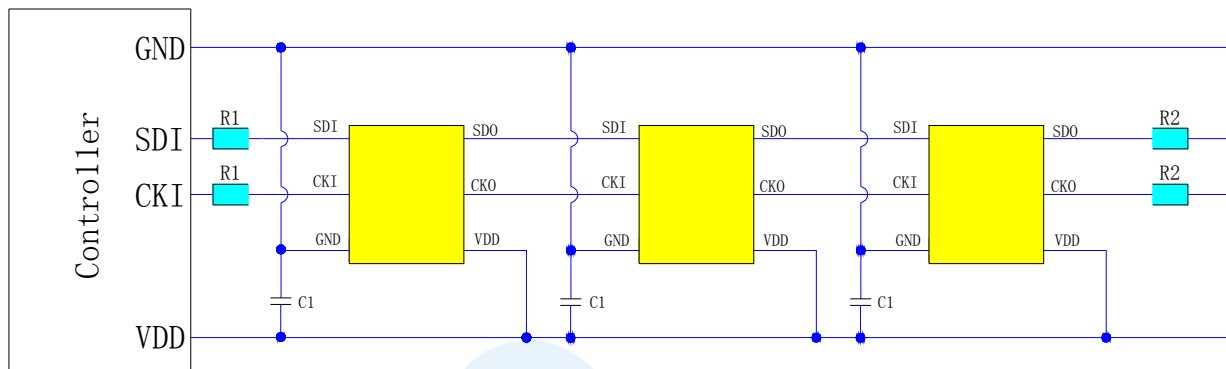 GND
R1
SDI
SDI
SDO
SDI
SDO
SDI
SDO
R2
R1
CKI
CKI
CKO
CKI
CKO
CKI
CKO
R2
Controller
GND
VDD
GND
VDD
GND
VDD
C1
C1
C1
VDD